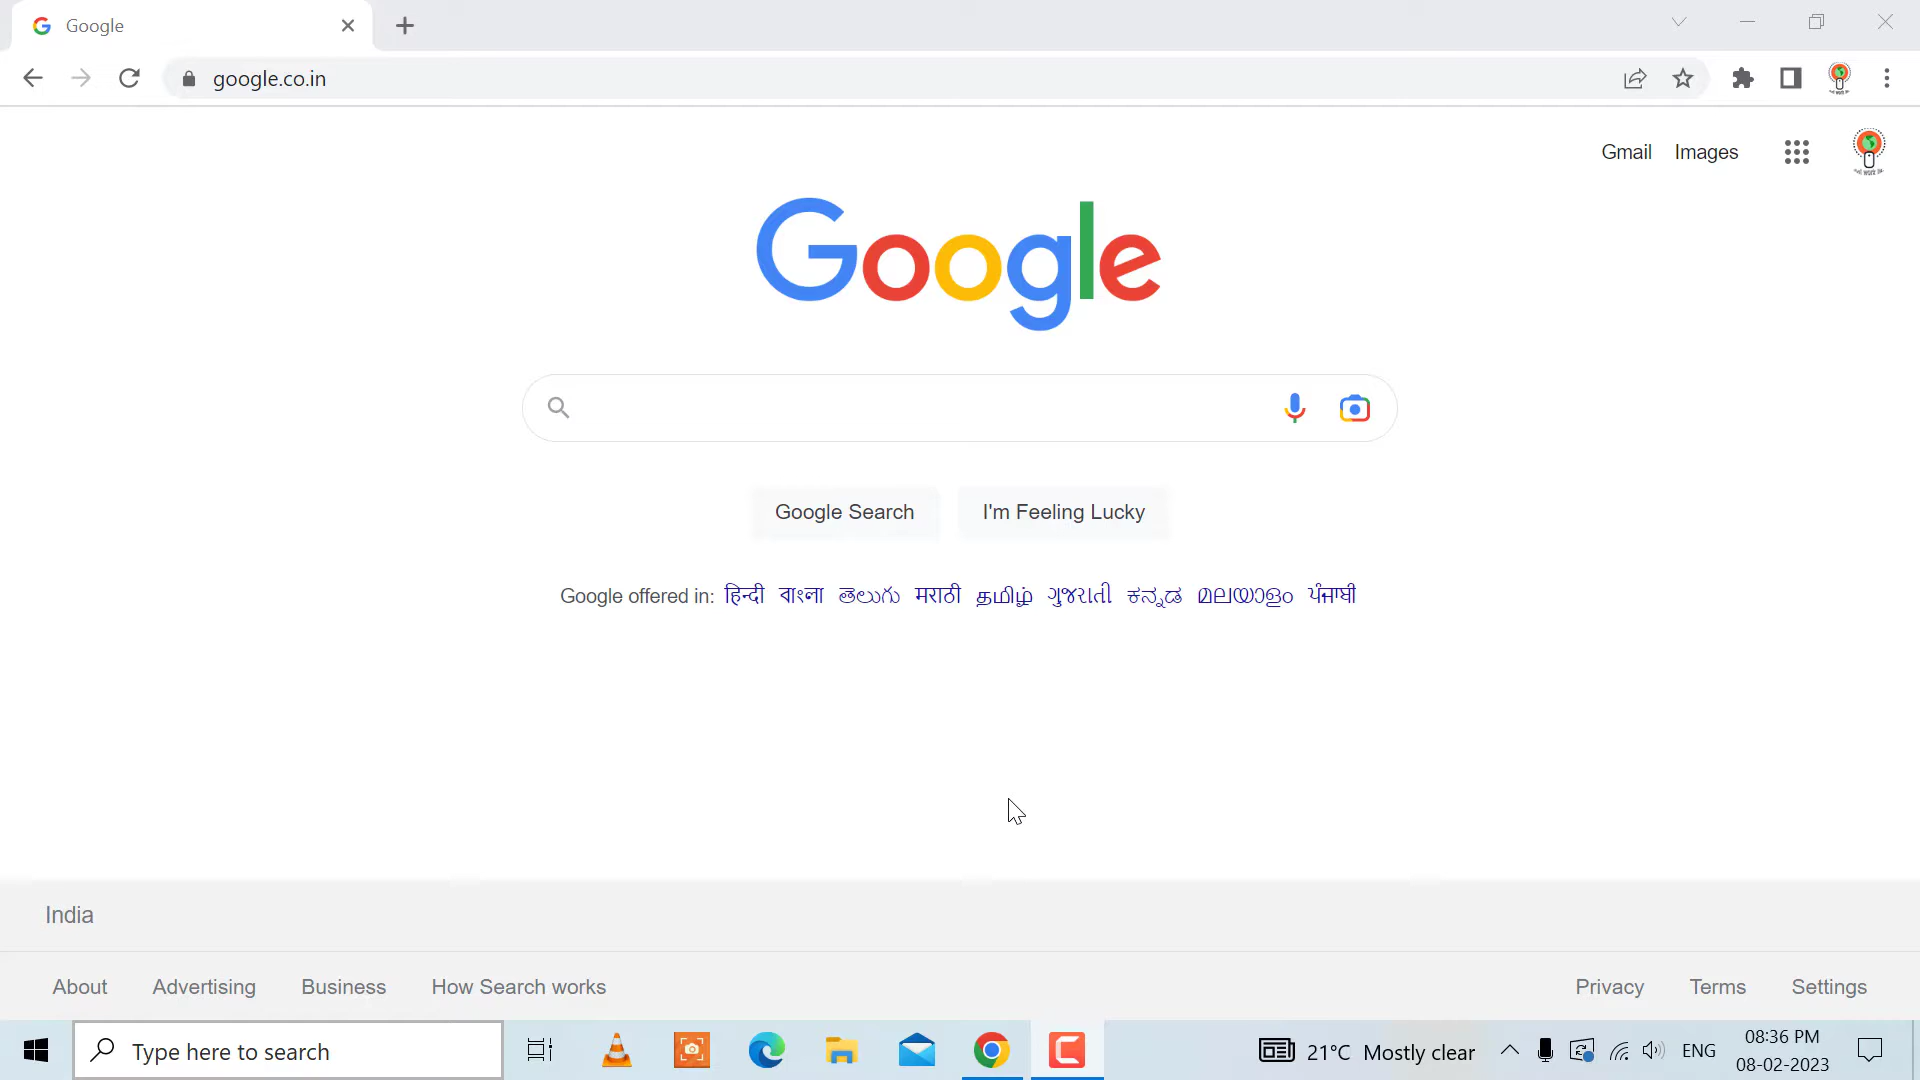 Google
google.co.in
Gmail Images
Google
Google Search I'm Feeling Lucky
Google offered in: हिन्दी বাংলা తెలుగు मराठी தமிழ் ગુજરાતી ಕನ್ನಡ മലയാളം ਪੰਜਾਬੀ
India
About Advertising Business How Search works Privacy Terms Settings
Type here to search 21°C Mostly clear ENG 08:36 PM
08-02-2023